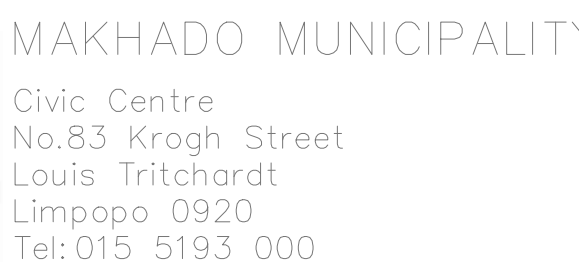 MAKHADO MUNICIPALITY
Civic Centre
No.83 Krogh Street
Louis Tritchardt
Limpopo 0920
Tel: 015 5193 000